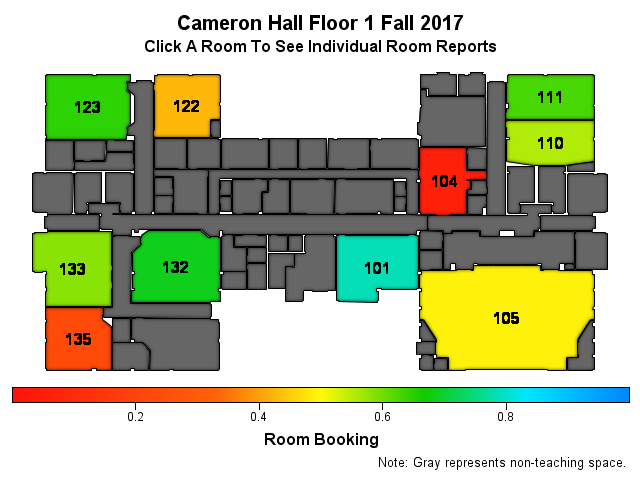 Cameron Hall Floor 1 Fall 2017
Click A Room To See Individual Room Reports
123
122
111
110
104
133
132
101
105
135
0.2 0.4 0.6 0.8
Room Booking
Note: Gray represents non-teaching space.